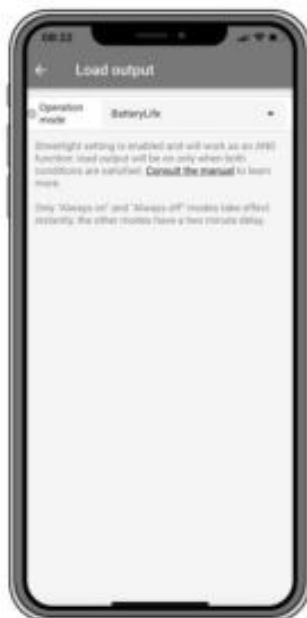 08:22
Load output
Operation
mode
BatteryLife
Streetlight setting is enabled and will work as an AND
function: load output will be on only when both
conditions are satisfied. Consult the manual to learn
more.
Only "Always on" and "Always off" modes take effect
instantly, the other modes have a two minute delay.